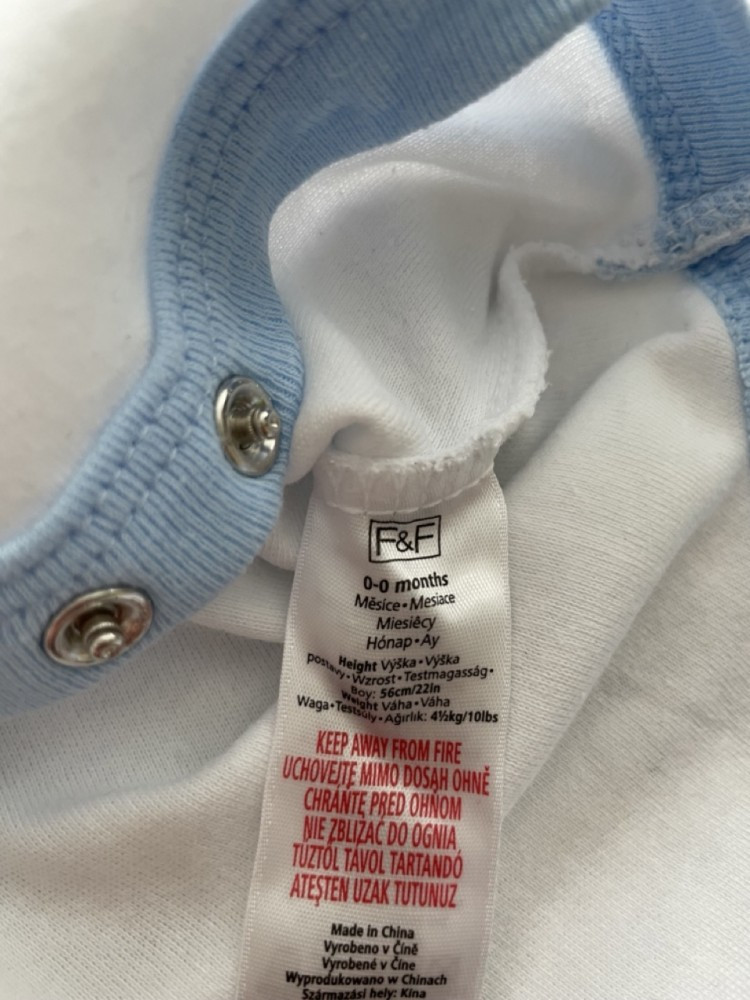 F&F
0-0 months
Měsíce • Mesiace
Miesiêcy
Hónap • Ay
Height Výška • Výška
postavy • Wzrost • Testmagasság •
Boy: 56cm/22in
Weight Váha • Váha
Waga • Testsúly • Ağırlık: 4½kg/10lbs
KEEP AWAY FROM FIRE
UCHOVEJTE MIMO DOSAH OHNĚ
CHRÁŇTE PRED OHŇOM
NIE ZBLIŻAĆ DO OGNIA
TŰZTŐL TÁVOL TARTANDÓ
ATEŞTEN UZAK TUTUNUZ
Made in China
Vyrobeno v Číně
Vyrobené v Číne
Wyprodukowano w Chinach
Származási hely: Kína